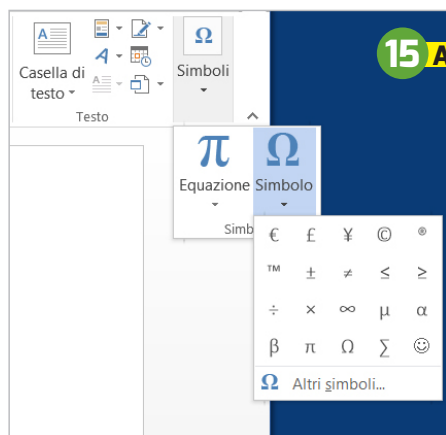 A
Ω
15 A
Casella di
testo
Simboli
Testo
π Ω
Equazione Simbolo
Simb
€ £ ¥ © ®
™ ± ≠ ≤ ≥
÷ × ∞ µ α
β π Ω ∑ ☺
Ω Altri simboli...